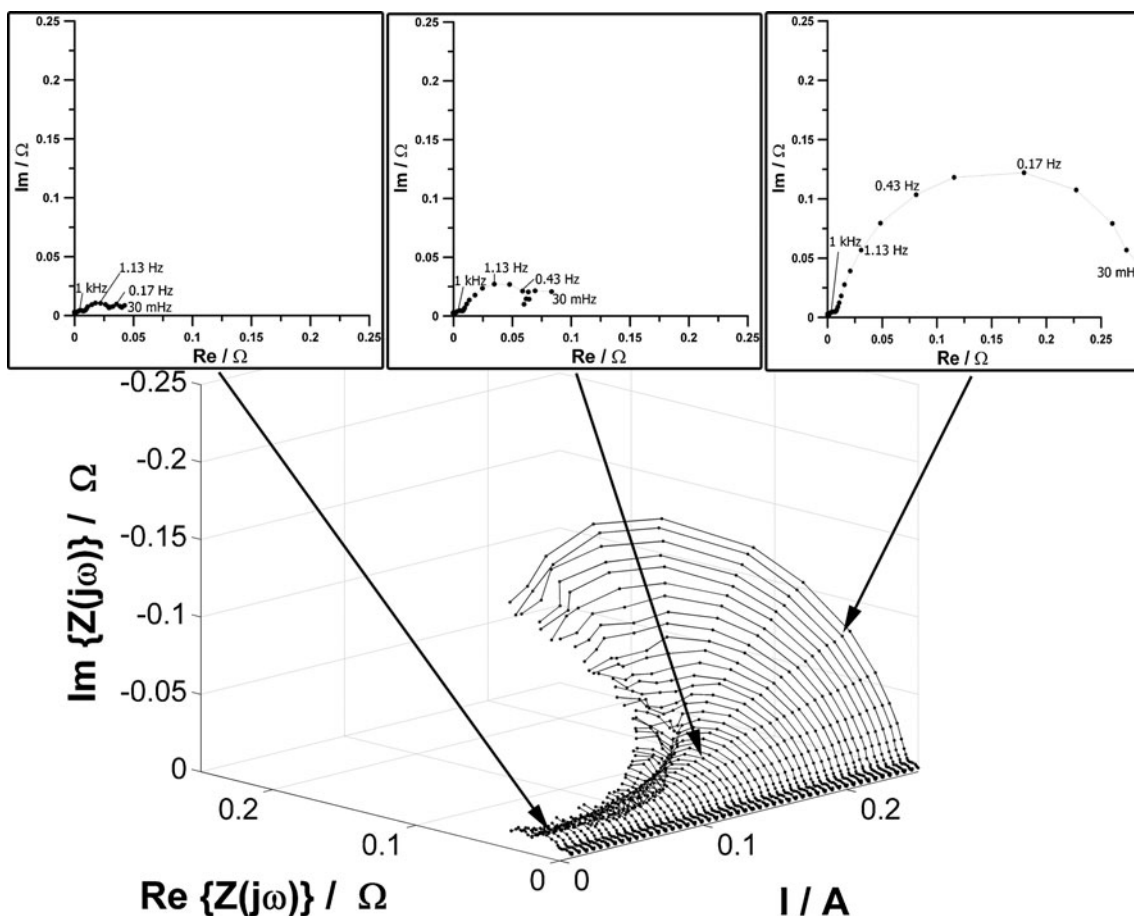 0.25
0.2
0.15
0.1
0.05
0
Im / Ω
1 kHz
1.13 Hz
0.17 Hz
30 mHz
0 0.05 0.1 0.15 0.2 0.25
Re / Ω
0.25
0.2
0.15
0.1
0.05
0
Im / Ω
1 kHz
1.13 Hz
0.43 Hz
30 mHz
0 0.05 0.1 0.15 0.2 0.25
Re / Ω
0.25
0.2
0.15
0.1
0.05
0
Im / Ω
0.17 Hz
0.43 Hz
1 kHz
1.13 Hz
30 mHz
0 0.05 0.1 0.15 0.2 0.25
Re / Ω
-0.25
-0.2
-0.15
-0.1
-0.05
0
Im {Z(jω)} / Ω
0.2
0.1
0
Re {Z(jω)} / Ω
0
0.1
0.2
I / A